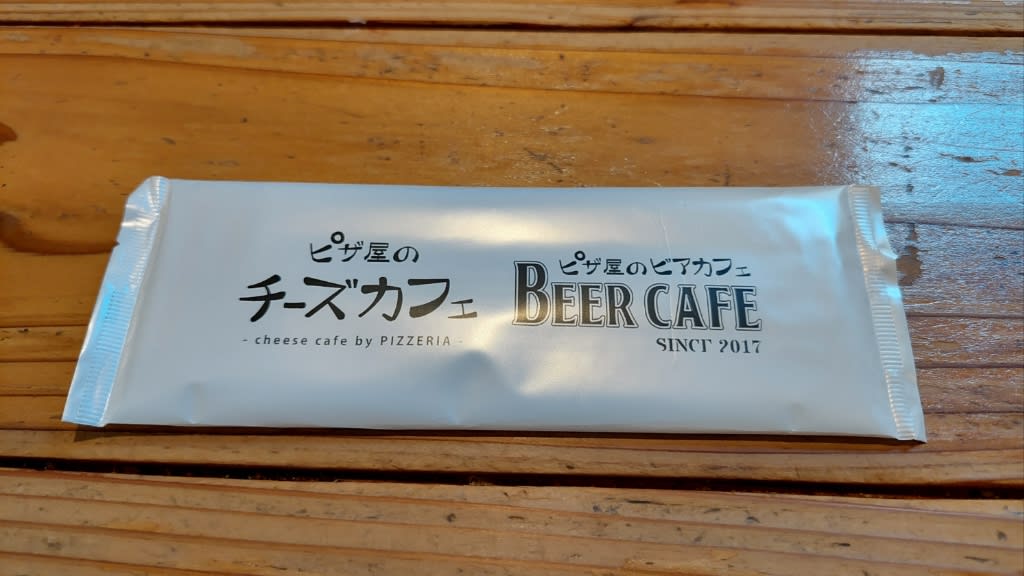 ピザ屋の
チーズカフェ
- cheese cafe by PIZZERIA -
ピザ屋のビアカフェ
BEER CAFE
SINCE 2017